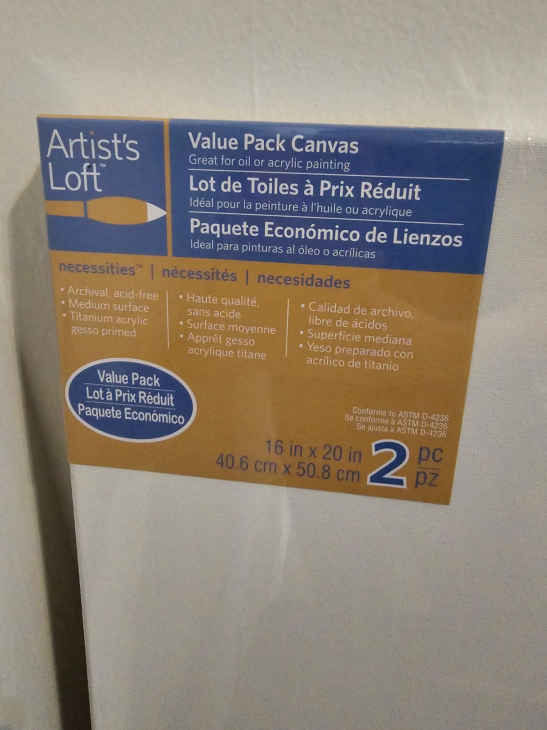 Artist's
Loft™
Value Pack Canvas
Great for oil or acrylic painting
Lot de Toiles à Prix Réduit
Idéal pour la peinture à l'huile ou acrylique
Paquete Económico de Lienzos
Ideal para pinturas al óleo o acrílicas
necessities™ | nécessités | necesidades
• Archival, acid-free
• Medium surface
• Titanium acrylic
gesso primed
• Haute qualité,
sans acide
• Surface moyenne
• Apprêt gesso
acrylique titane
• Calidad de archivo,
libre de ácidos
• Superficie mediana
• Yeso preparado con
acrílico de titanio
Value Pack
Lot à Prix Réduit
Paquete Económico
Conforms to ASTM D-4236
Se conforme à ASTM D-4236
Se ajusta a ASTM D-4236
16 in x 20 in
40.6 cm x 50.8 cm
2 pc
pz